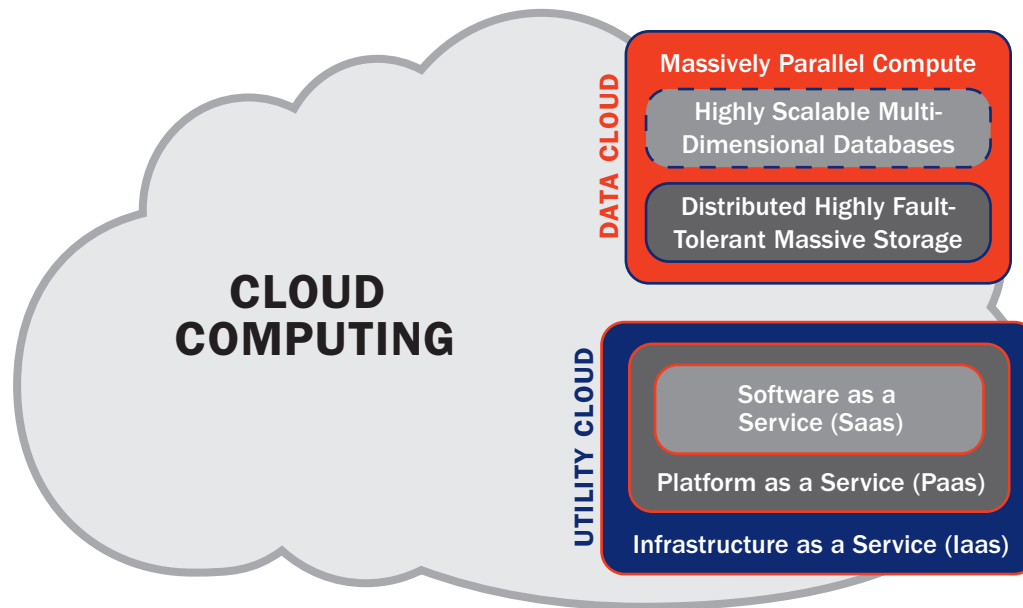 CLOUD
COMPUTING
DATA CLOUD
Massively Parallel Compute
Highly Scalable Multi-
Dimensional Databases
Distributed Highly Fault-
Tolerant Massive Storage
UTILITY CLOUD
Software as a
Service (Saas)
Platform as a Service (Paas)
Infrastructure as a Service (Iaas)